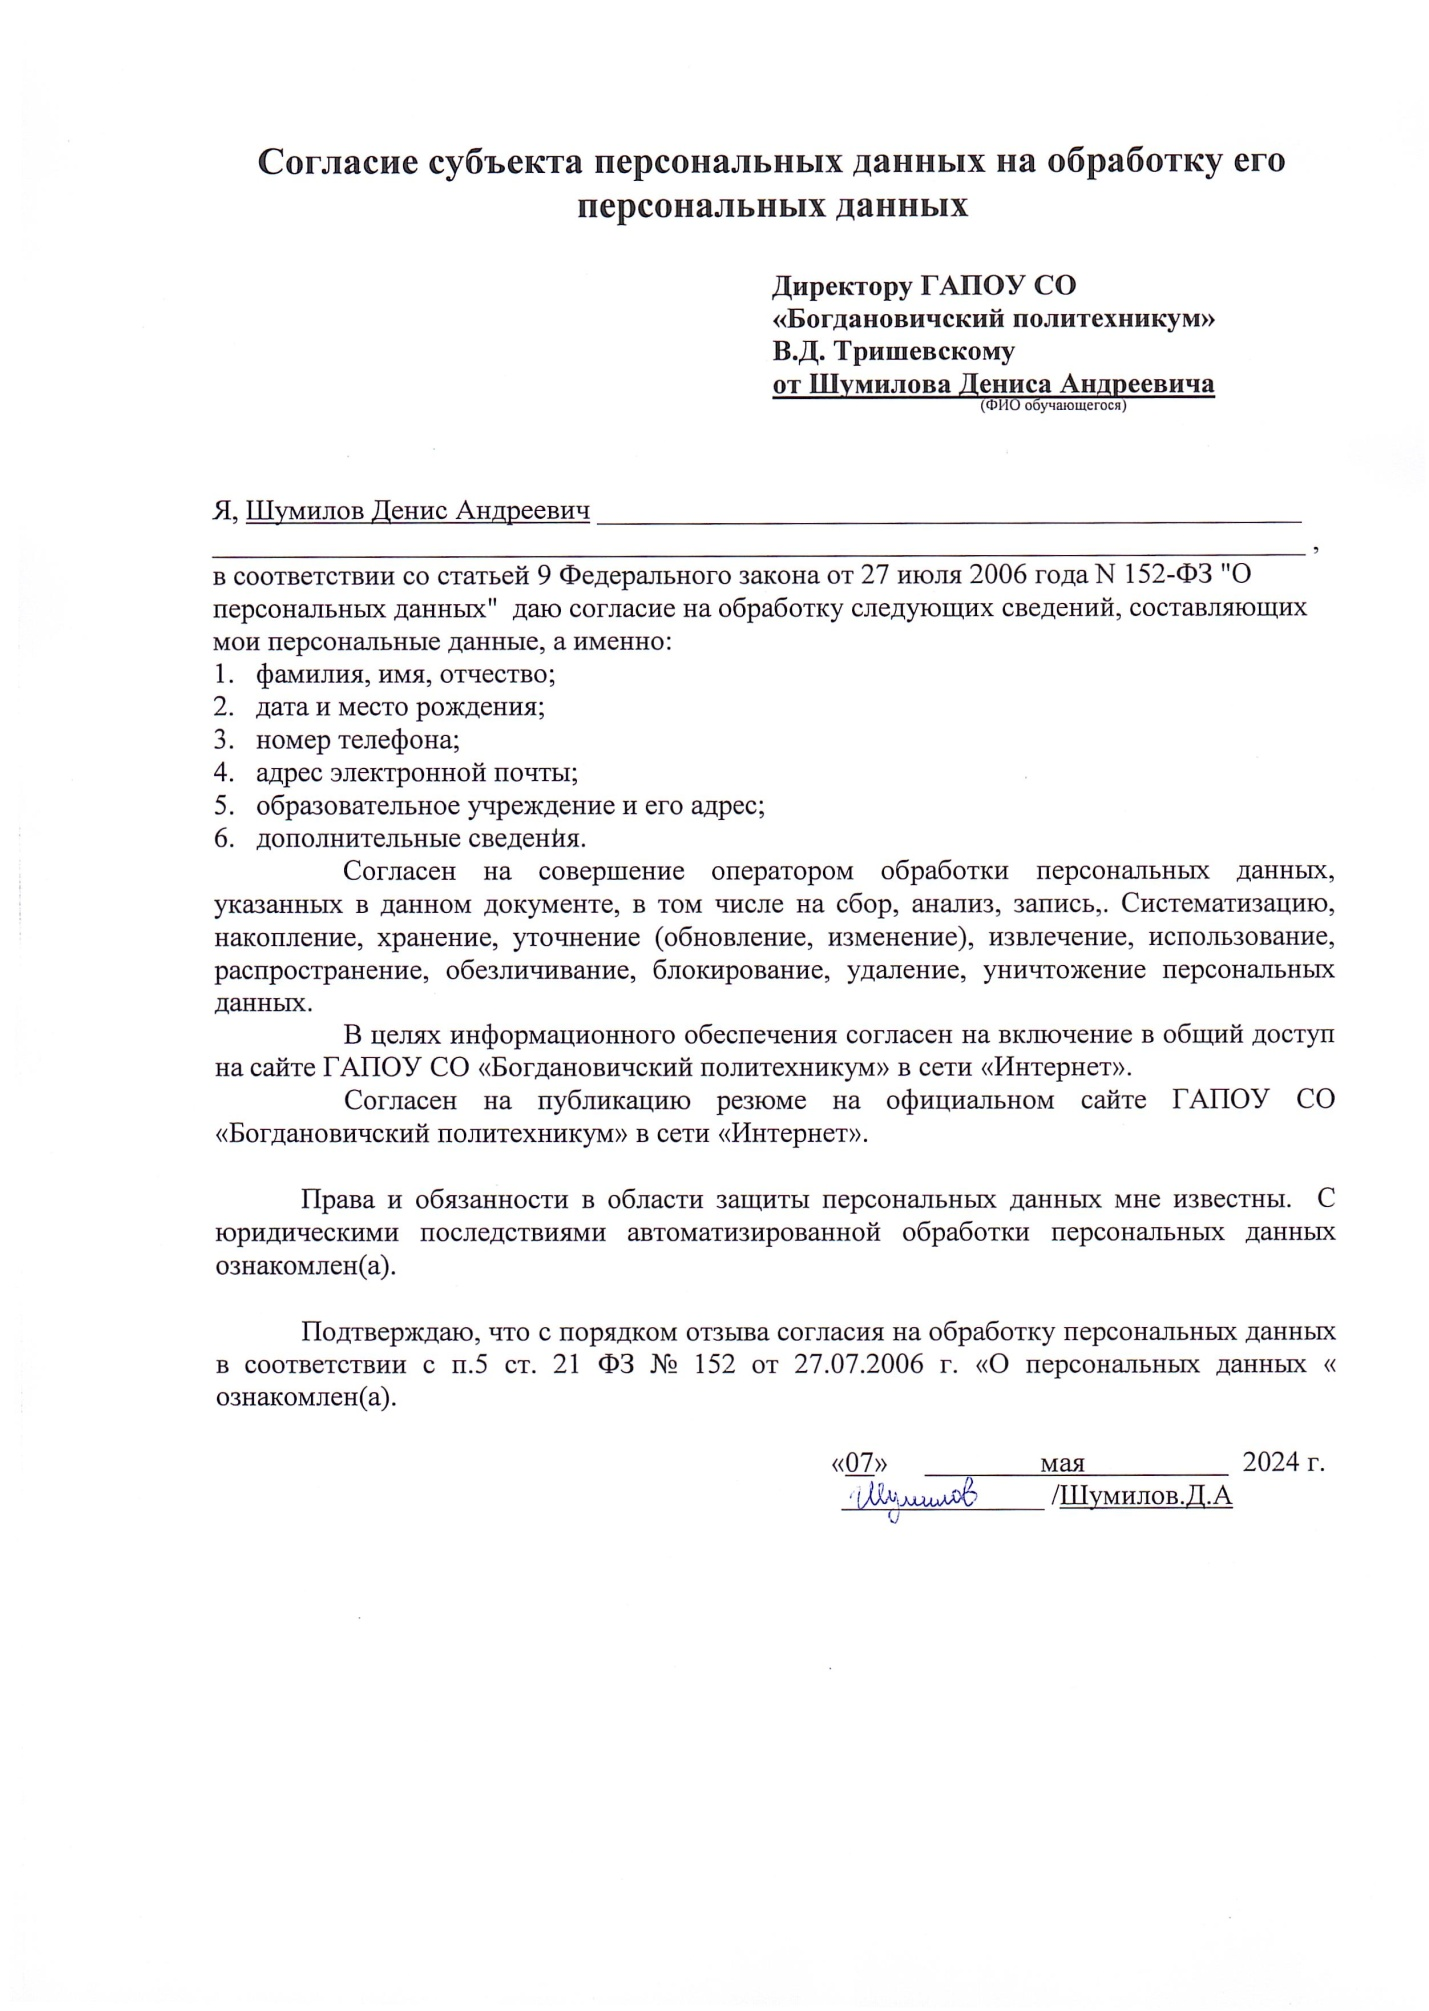 Согласие субъекта персональных данных на обработку его
персональных данных
Директору ГАПОУ СО
«Богдановичский политехникум»
В.Д. Тришевскому
от Шумилова Дениса Андреевича
(ФИО обучающегося)
Я, Шумилов Денис Андреевич
,
в соответствии со статьей 9 Федерального закона от 27 июля 2006 года N 152-ФЗ "О
персональных данных" даю согласие на обработку следующих сведений, составляющих
мои персональные данные, а именно:
1. фамилия, имя, отчество;
2. дата и место рождения;
3. номер телефона;
4. адрес электронной почты;
5. образовательное учреждение и его адрес;
6. дополнительные сведения.
Согласен на совершение оператором обработки персональных данных,
указанных в данном документе, в том числе на сбор, анализ, запись,. Систематизацию,
накопление, хранение, уточнение (обновление, изменение), извлечение, использование,
распространение, обезличивание, блокирование, удаление, уничтожение персональных
данных.
В целях информационного обеспечения согласен на включение в общий доступ
на сайте ГАПОУ СО «Богдановичский политехникум» в сети «Интернет».
Согласен на публикацию резюме на официальном сайте ГАПОУ СО
«Богдановичский политехникум» в сети «Интернет».
Права и обязанности в области защиты персональных данных мне известны. С
юридическими последствиями автоматизированной обработки персональных данных
ознакомлен(а).
Подтверждаю, что с порядком отзыва согласия на обработку персональных данных
в соответствии с п.5 ст. 21 ФЗ № 152 от 27.07.2006 г. «О персональных данных «
ознакомлен(а).
«07» мая 2024 г.
Шумилов /Шумилов.Д.А